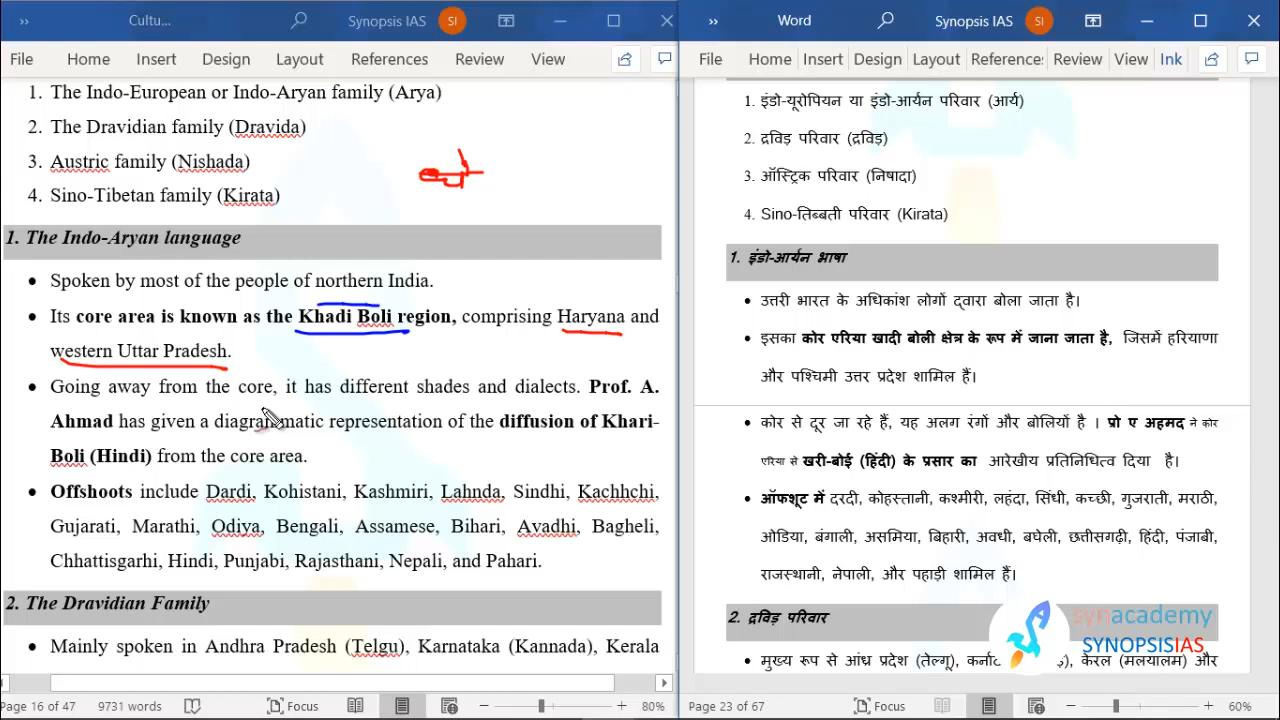 Cultu...
Synopsis IAS
SI
File Home Insert Design Layout References Review View
1. The Indo-European or Indo-Aryan family (Arya)
2. The Dravidian family (Dravida)
3. Austric family (Nishada)
4. Sino-Tibetan family (Kirata)
1. The Indo-Aryan language
Spoken by most of the people of northern India.
Its core area is known as the Khadi Boli region, comprising Haryana and
western Uttar Pradesh.
Going away from the core, it has different shades and dialects. Prof. A.
Ahmad has given a diagrammatic representation of the diffusion of Khari-
Boli (Hindi) from the core area.
Offshoots include Dardi, Kohistani, Kashmiri, Lahnda, Sindhi, Kachhchi,
Gujarati, Marathi, Odiya, Bengali, Assamese, Bihari, Avadhi, Bagheli,
Chhattisgarhi, Hindi, Punjabi, Rajasthani, Nepali, and Pahari.
2. The Dravidian Family
Mainly spoken in Andhra Pradesh (Telgu), Karnataka (Kannada), Kerala
Page 16 of 47 9731 words Focus 80%
Word
Synopsis IAS
SI
File Home Insert Design Layout References Review View Ink
1. इंडो-यूरोपियन या इंडो-आर्यन परिवार (आर्य)
2. द्रविड़ परिवार (द्रविड़)
3. ऑस्ट्रिक परिवार (निषादा)
4. Sino-तिब्बती परिवार (Kirata)
1. इंडो-आर्यन भाषा
उत्तरी भारत के अधिकांश लोगों द्वारा बोला जाता है।
इसका कोर एरिया खादी बोली क्षेत्र के रूप में जाना जाता है, जिसमें हरियाणा
और पश्चिमी उत्तर प्रदेश शामिल हैं।
कोर से दूर जा रहे हैं, यह अलग रंगों और बोलियों है । प्रो ए अहमद ने कोर
एरिया से खरी-बोई (हिंदी) के प्रसार का आरेखीय प्रतिनिधित्व दिया है।
ऑफशूट में दरदी, कोहस्तानी, कश्मीरी, लहंदा, सिंधी, कच्छी, गुजराती, मराठी,
ओडिया, बंगाली, असमिया, बिहारी, अवधी, बघेली, छत्तीसगढ़ी, हिंदी, पंजाबी,
राजस्थानी, नेपाली, और पहाड़ी शामिल हैं।
2. द्रविड़ परिवार
मुख्य रूप से आंध्र प्रदेश (तेल्गू), केरल (मलयालम) और
synacademy
SYNOPSISIAS
Page 23 of 67 Focus 60%